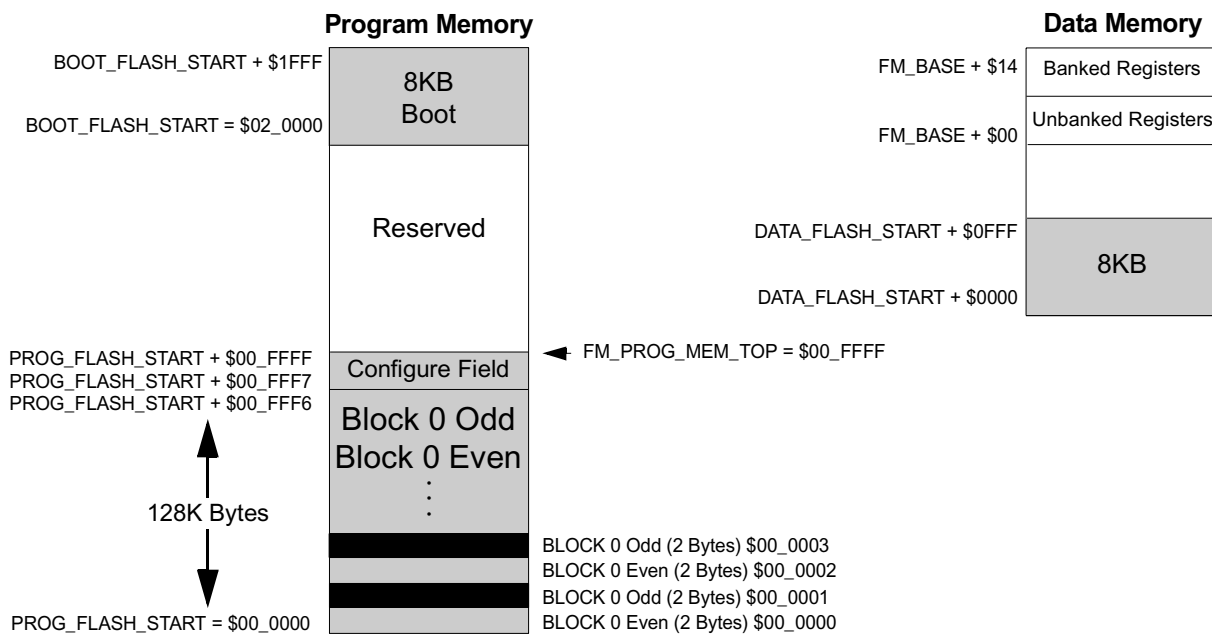 Program Memory
BOOT_FLASH_START + $1FFF
8KB
Boot
BOOT_FLASH_START = $02_0000
Reserved
PROG_FLASH_START + $00_FFFF
PROG_FLASH_START + $00_FFF7
PROG_FLASH_START + $00_FFF6
Configure Field
FM_PROG_MEM_TOP = $00_FFFF
Block 0 Odd
Block 0 Even
128K Bytes
BLOCK 0 Odd (2 Bytes) $00_0003
BLOCK 0 Even (2 Bytes) $00_0002
BLOCK 0 Odd (2 Bytes) $00_0001
BLOCK 0 Even (2 Bytes) $00_0000
PROG_FLASH_START = $00_0000
Data Memory
FM_BASE + $14
Banked Registers
Unbanked Registers
FM_BASE + $00
DATA_FLASH_START + $0FFF
8KB
DATA_FLASH_START + $0000